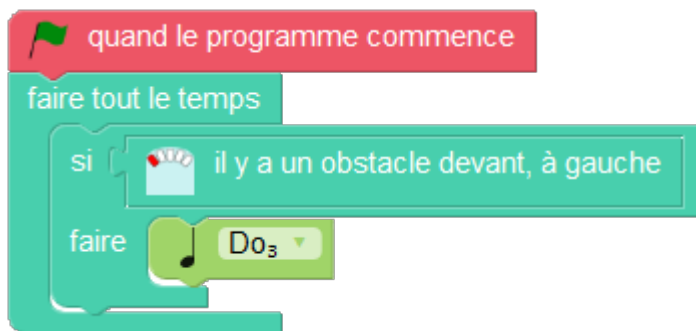 quand le programme commence
faire tout le temps
si il y a un obstacle devant, à gauche
faire Do₃